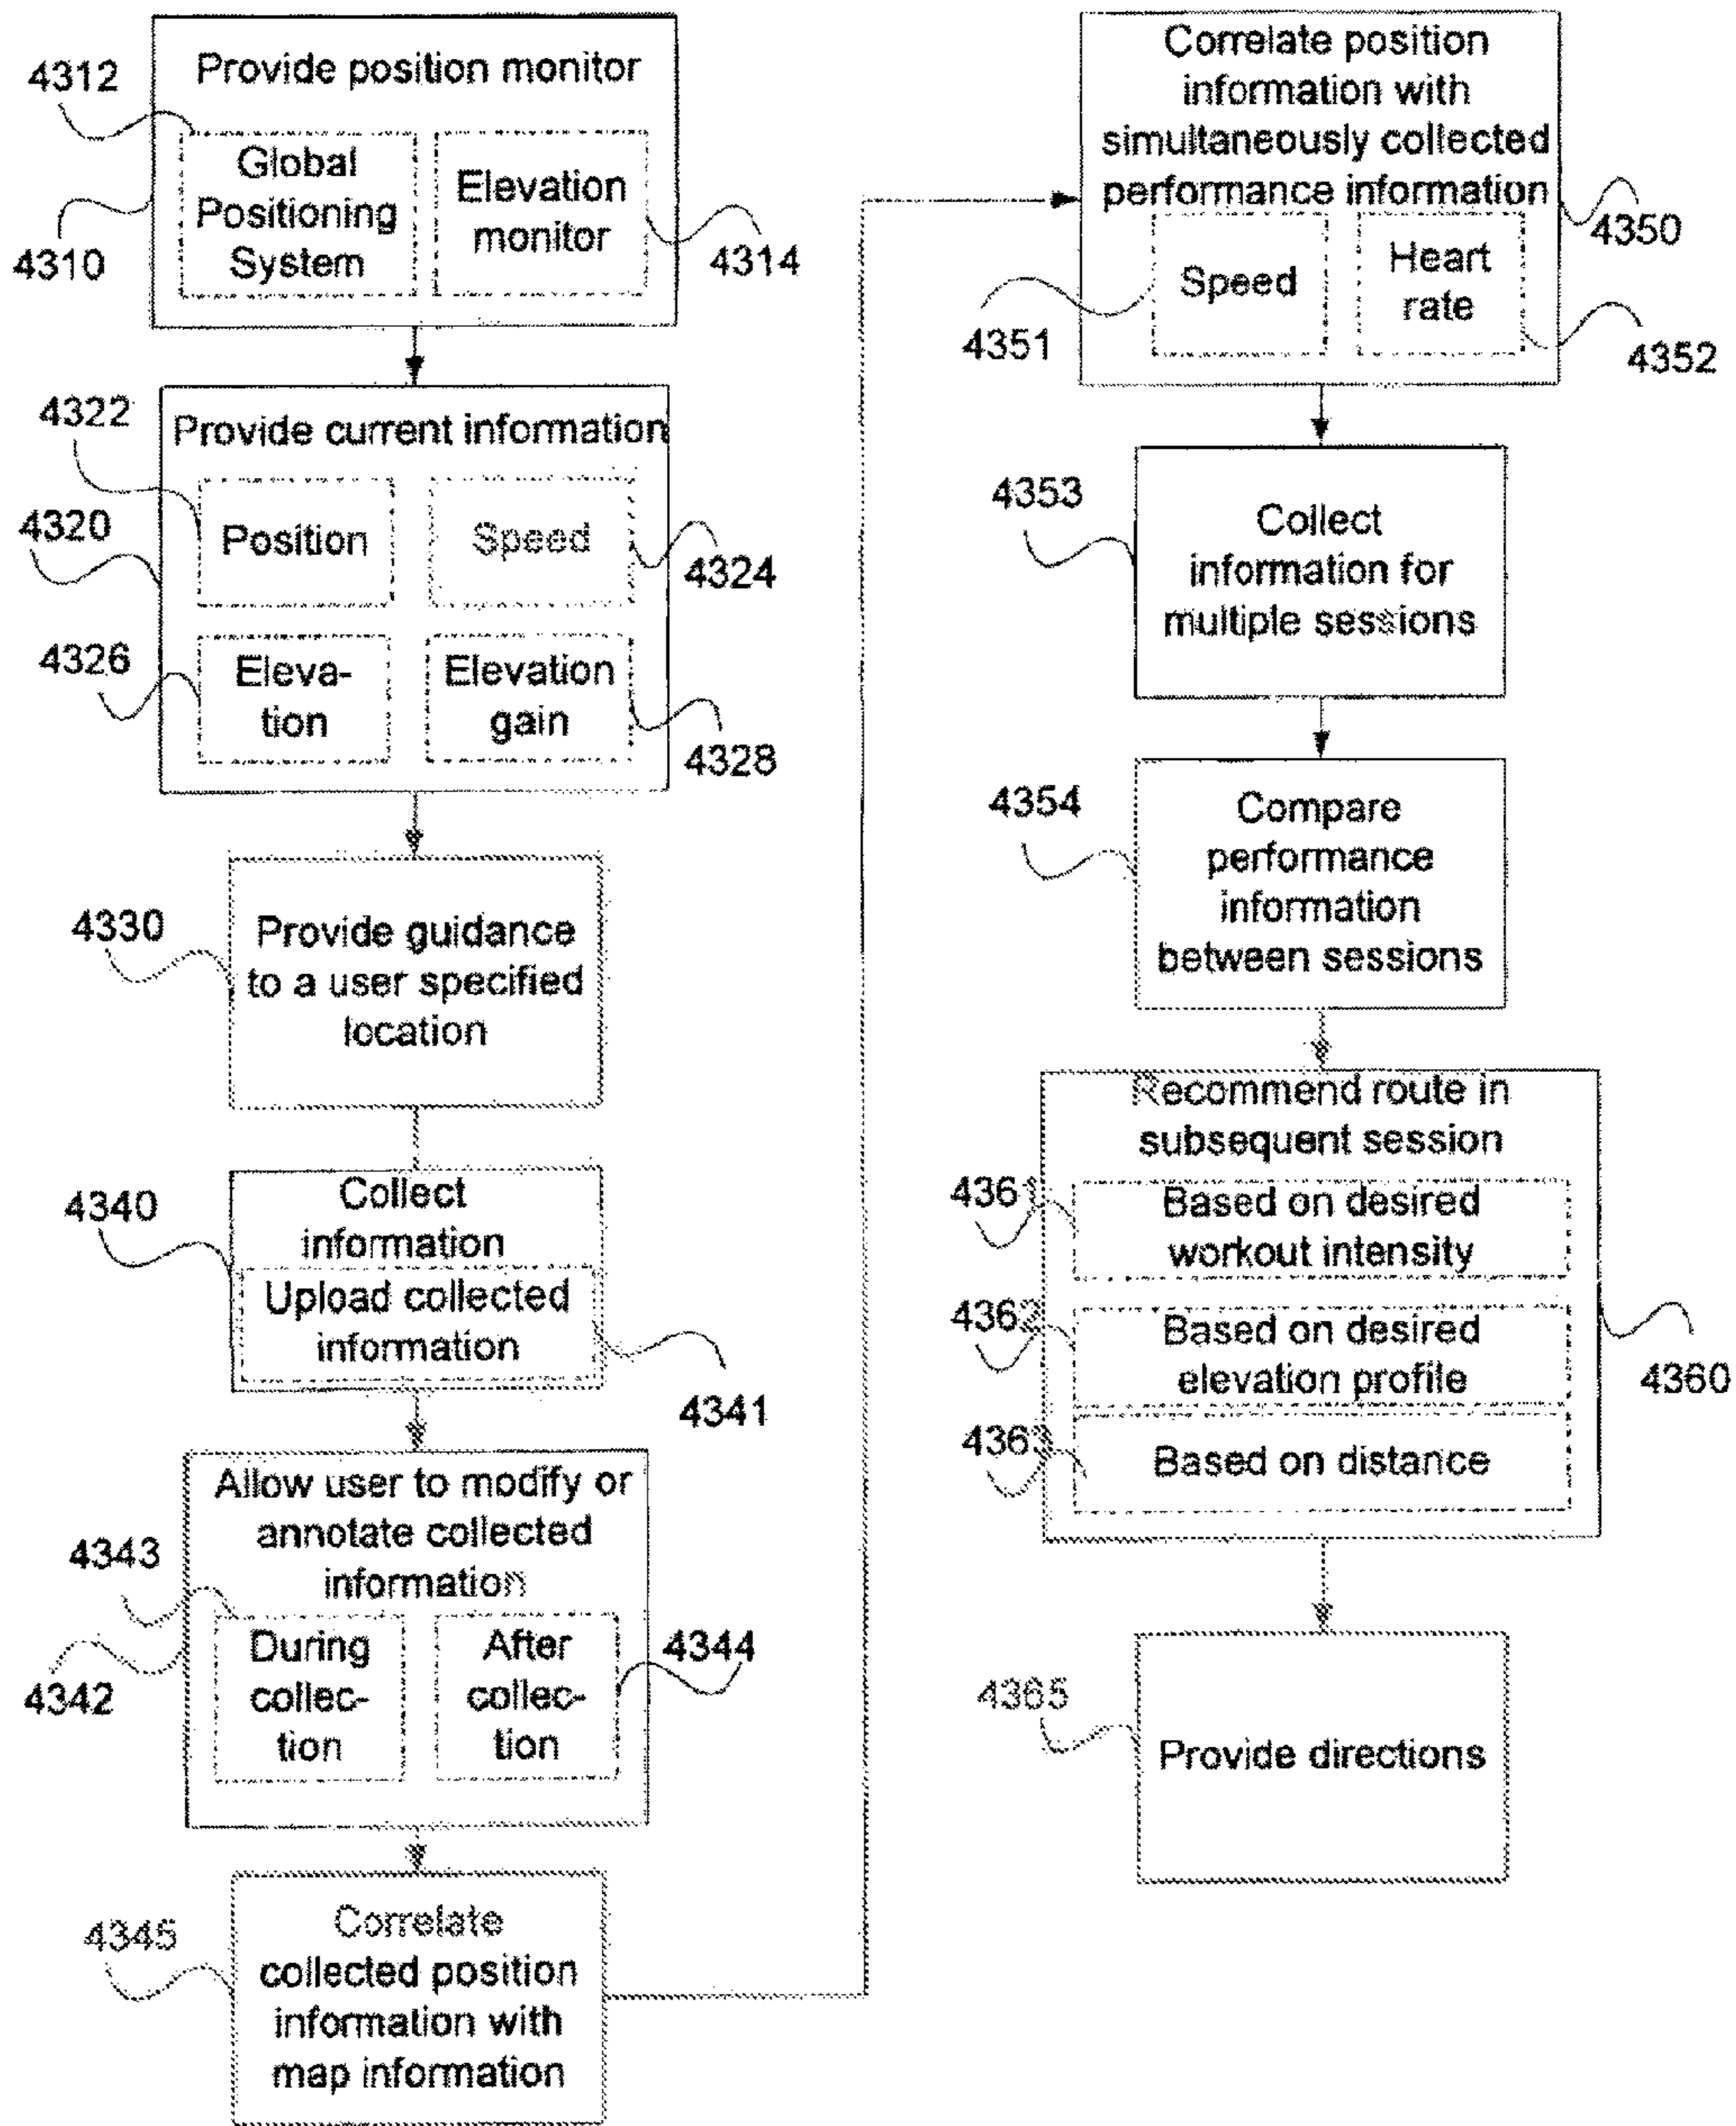 Provide position monitor
4312
Global
Positioning
System
Elevation
monitor
4310
4314
Provide current information
4322
Position
Speed
4320
4324
4326
Eleva-
tion
Elevation
gain
4328
4330
Provide guidance
to a user specified
location
4340
Collect
information
Upload collected
information
4341
Allow user to modify or
annotate collected
information
4343
During
collec-
tion
After
collec-
tion
4344
4342
4345
Correlate
collected position
information with
map information
Correlate position
information with
simultaneously collected
performance information
4350
Speed
Heart
rate
4351
4352
4353
Collect
information for
multiple sessions
4354
Compare
performance
information
between sessions
Recommend route in
subsequent session
4361
Based on desired
workout intensity
4362
Based on desired
elevation profile
4360
4363
Based on distance
4365
Provide directions